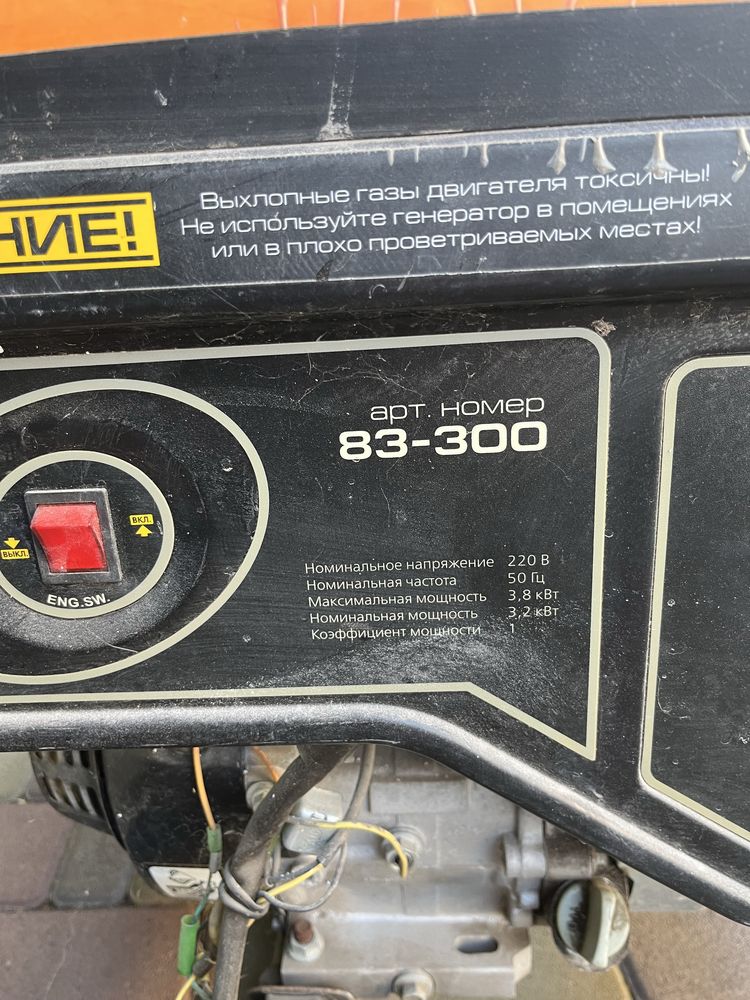 Выхлопные газы двигателя токсичны!
Не используйте генератор в помещениях
или в плохо проветриваемых местах!
НИЕ!
арт. номер
83-300
ВКЛ.
ВЫКЛ.
ENG.SW.
Номинальное напряжение 220 В
Номинальная частота 50 Гц
Максимальная мощность 3,8 кВт
Номинальная мощность 3,2 кВт
Коэффициент мощности 1